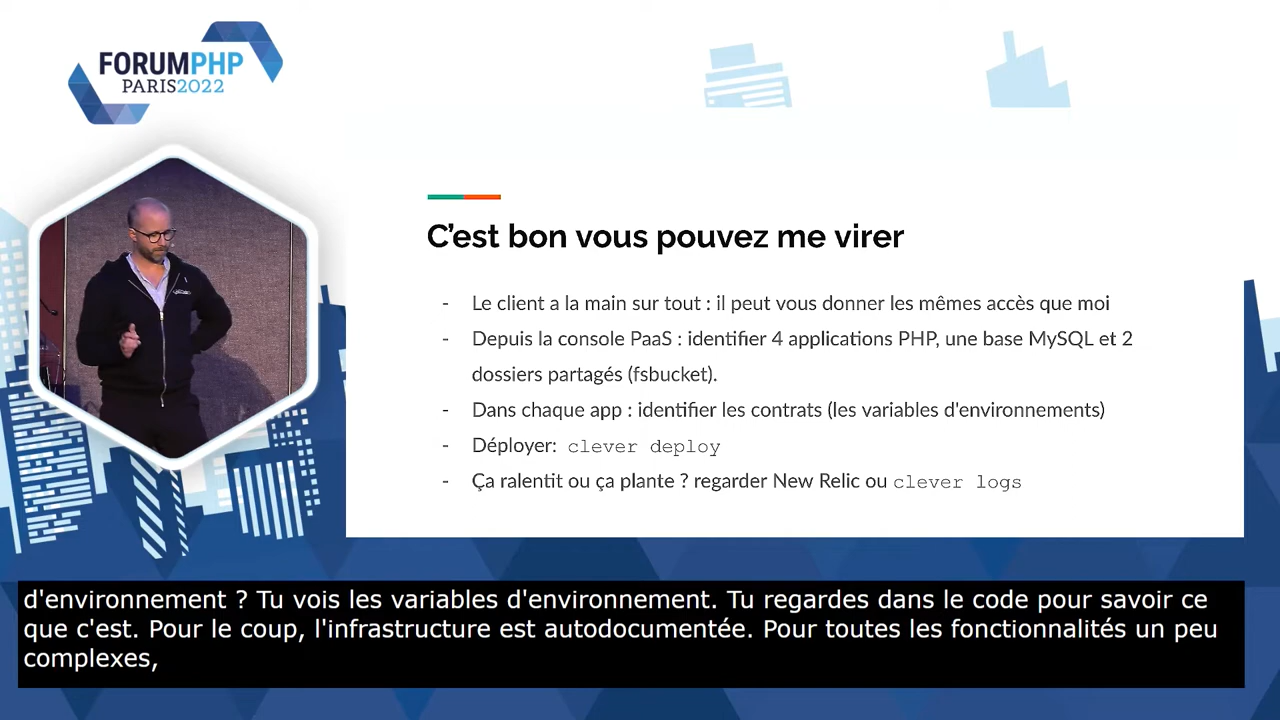 FORUMPHP
PARIS2022
C'est bon vous pouvez me virer
- Le client a la main sur tout : il peut vous donner les mêmes accès que moi
- Depuis la console PaaS : identifier 4 applications PHP, une base MySQL et 2
dossiers partagés (fsbucket).
- Dans chaque app : identifier les contrats (les variables d'environnements)
- Déployer: clever deploy
- Ça ralentit ou ça plante ? regarder New Relic ou clever logs
d'environnement ? Tu vois les variables d'environnement. Tu regardes dans le code pour savoir ce
que c'est. Pour le coup, l'infrastructure est autodocumentée. Pour toutes les fonctionnalités un peu
complexes,